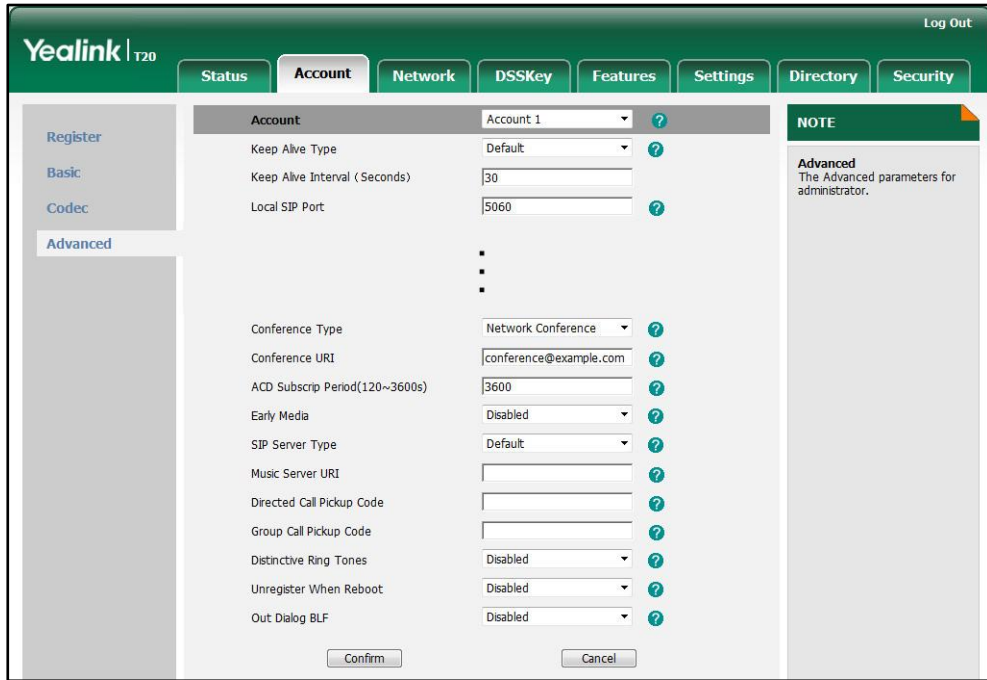 Log Out
Yealink T20
Status Account Network DSSKey Features Settings Directory Security
Register
Basic
Codec
Advanced
Account Account 1 ?
Keep Alive Type Default ?
Keep Alive Interval (Seconds) 30
Local SIP Port 5060 ?
Conference Type Network Conference ?
Conference URI conference@example.com ?
ACD Subscrip Period(120~3600s) 3600 ?
Early Media Disabled ?
SIP Server Type Default ?
Music Server URI ?
Directed Call Pickup Code ?
Group Call Pickup Code ?
Distinctive Ring Tones Disabled ?
Unregister When Reboot Disabled ?
Out Dialog BLF Disabled ?
Confirm Cancel
NOTE
Advanced
The Advanced parameters for
administrator.